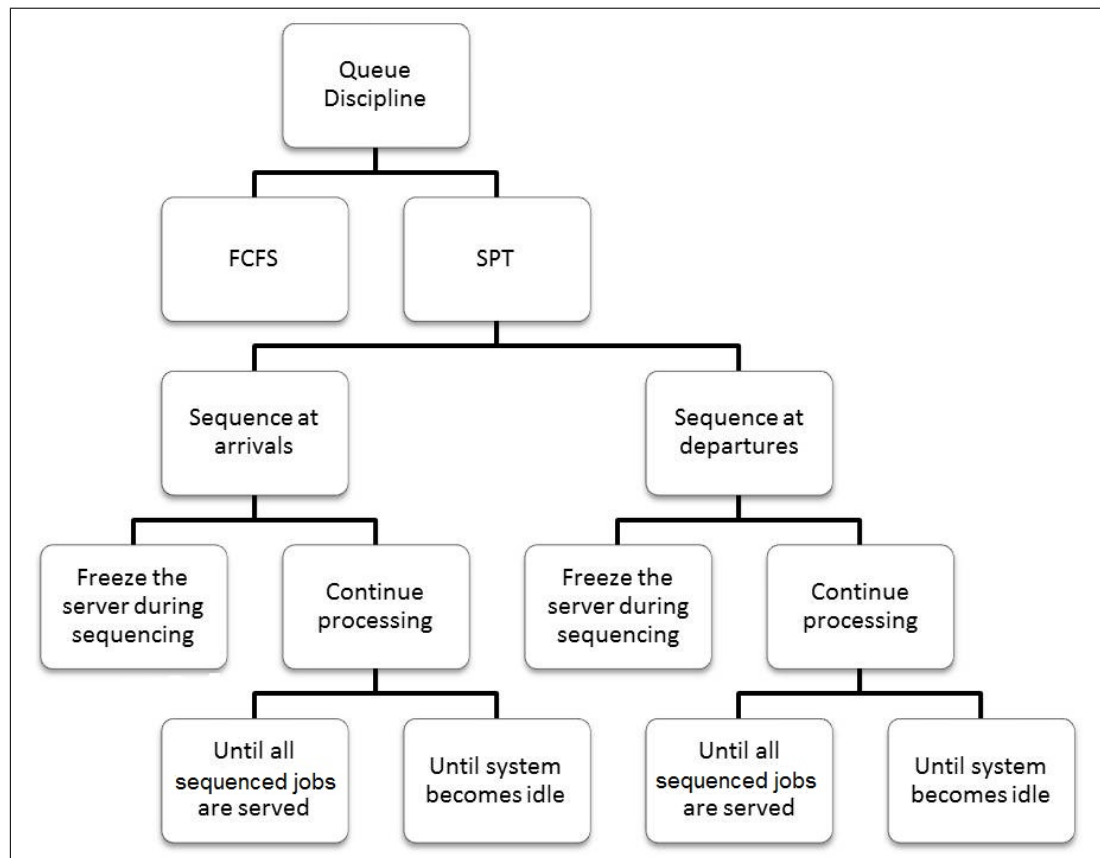 Queue
Discipline
FCFS
SPT
Sequence at
arrivals
Sequence at
departures
Freeze the
server during
sequencing
Continue
processing
Freeze the
server during
sequencing
Continue
processing
Until all
sequenced jobs
are served
Until system
becomes idle
Until all
sequenced jobs
are served
Until system
becomes idle